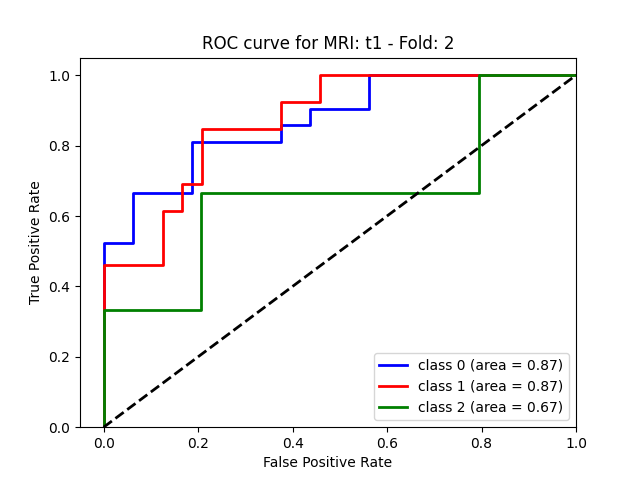 ROC curve for MRI: t1 - Fold: 2
1.0
0.8
0.6
0.4
0.2
0.0
True Positive Rate
class 0 (area = 0.87)
class 1 (area = 0.87)
class 2 (area = 0.67)
0.0 0.2 0.4 0.6 0.8 1.0
False Positive Rate